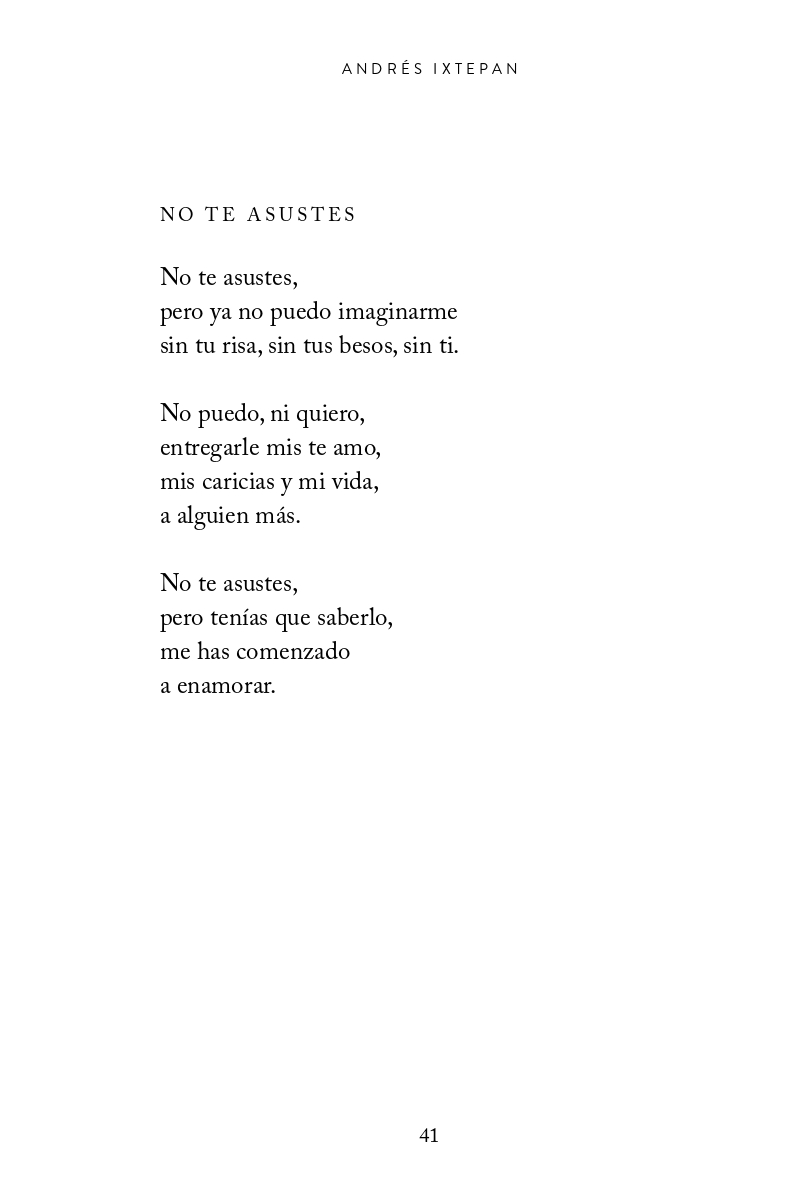 ANDRÉS IXTEPAN
NO TE ASUSTES
No te asustes,
pero ya no puedo imaginarme
sin tu risa, sin tus besos, sin ti.
No puedo, ni quiero,
entregarle mis te amo,
mis caricias y mi vida,
a alguien más.
No te asustes,
pero tenías que saberlo,
me has comenzado
a enamorar.
41